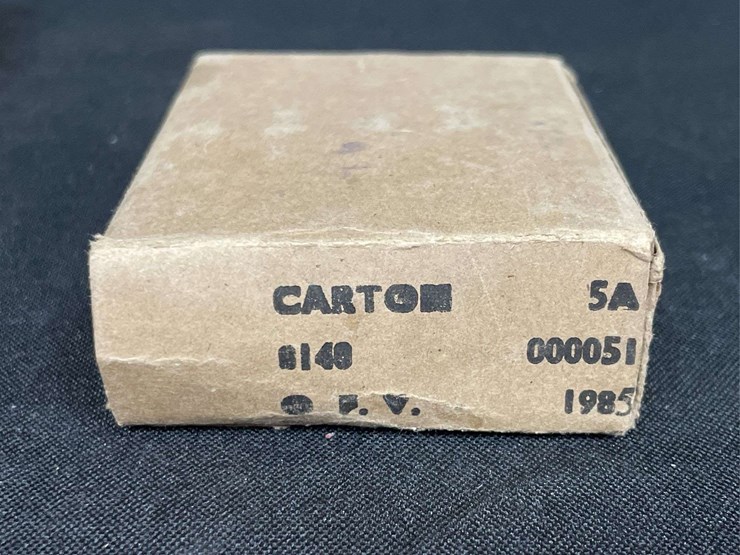 CARTON 5A
000051
F. V. 1985